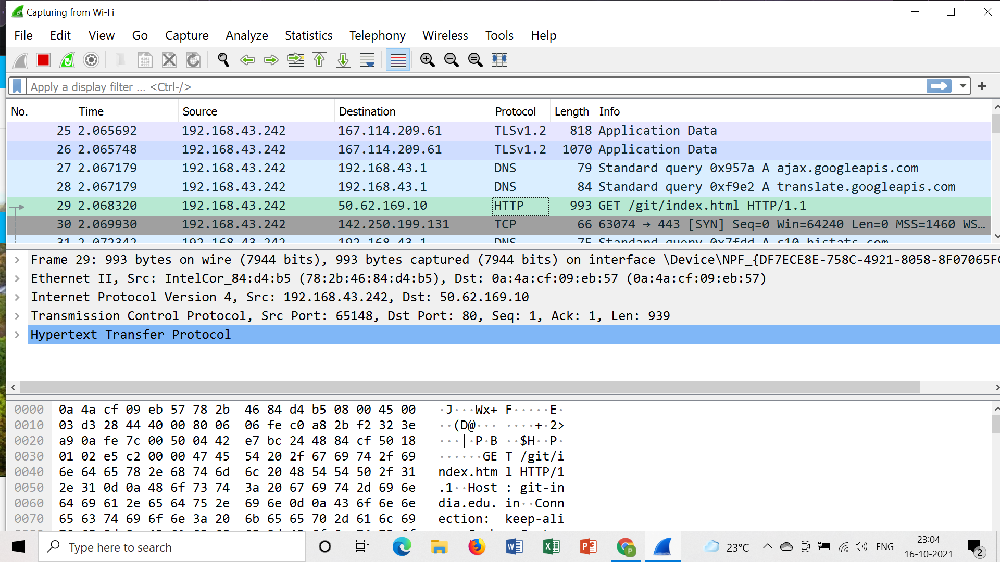 Capturing from Wi-Fi
File Edit View Go Capture Analyze Statistics Telephony Wireless Tools Help
Apply a display filter … <Ctrl-/>
No. Time Source Destination Protocol Length Info
25 2.065692 192.168.43.242 167.114.209.61 TLSv1.2 818 Application Data
26 2.065748 192.168.43.242 167.114.209.61 TLSv1.2 1070 Application Data
27 2.067179 192.168.43.242 192.168.43.1 DNS 79 Standard query 0x957a A ajax.googleapis.com
28 2.067179 192.168.43.242 192.168.43.1 DNS 84 Standard query 0xf9e2 A translate.googleapis.com
29 2.068320 192.168.43.242 50.62.169.10 HTTP 993 GET /git/index.html HTTP/1.1
30 2.069930 192.168.43.242 142.250.199.131 TCP 66 63074 → 443 [SYN] Seq=0 Win=64240 Len=0 MSS=1460 WS…
31 2.072342 192.168.43.242 192.168.43.1 DNS 75 Standard query 0x7fdd A s10.histats.com
Frame 29: 993 bytes on wire (7944 bits), 993 bytes captured (7944 bits) on interface \Device\NPF_{DF7ECE8E-758C-4921-8058-8F07065F
Ethernet II, Src: IntelCor_84:d4:b5 (78:2b:46:84:d4:b5), Dst: 0a:4a:cf:09:eb:57 (0a:4a:cf:09:eb:57)
Internet Protocol Version 4, Src: 192.168.43.242, Dst: 50.62.169.10
Transmission Control Protocol, Src Port: 65148, Dst Port: 80, Seq: 1, Ack: 1, Len: 939
Hypertext Transfer Protocol
0000 0a 4a cf 09 eb 57 78 2b 46 84 d4 b5 08 00 45 00 ·J···Wx+ F·····E·
0010 03 d3 28 44 40 00 80 06 06 fe c0 a8 2b f2 32 3e ··(D@··· ····+·2>
0020 a9 0a fe 7c 00 50 04 42 e7 bc 24 48 84 cf 50 18 ···|·P·B ··$H··P·
0030 01 02 e5 c2 00 00 47 45 54 20 2f 67 69 74 2f 69 ······GE T /git/i
0040 6e 64 65 78 2e 68 74 6d 6c 20 48 54 54 50 2f 31 ndex.htm l HTTP/1
0050 2e 31 0d 0a 48 6f 73 74 3a 20 67 69 74 2d 69 6e .1··Host : git-in
0060 64 69 61 2e 65 64 75 2e 69 6e 0d 0a 43 6f 6e 6e dia.edu. in··Conn
0070 65 63 74 69 6f 6e 3a 20 6b 65 65 70 2d 61 6c 69 ection: keep-ali
Type here to search
23°C
ENG
23:04
16-10-2021
2